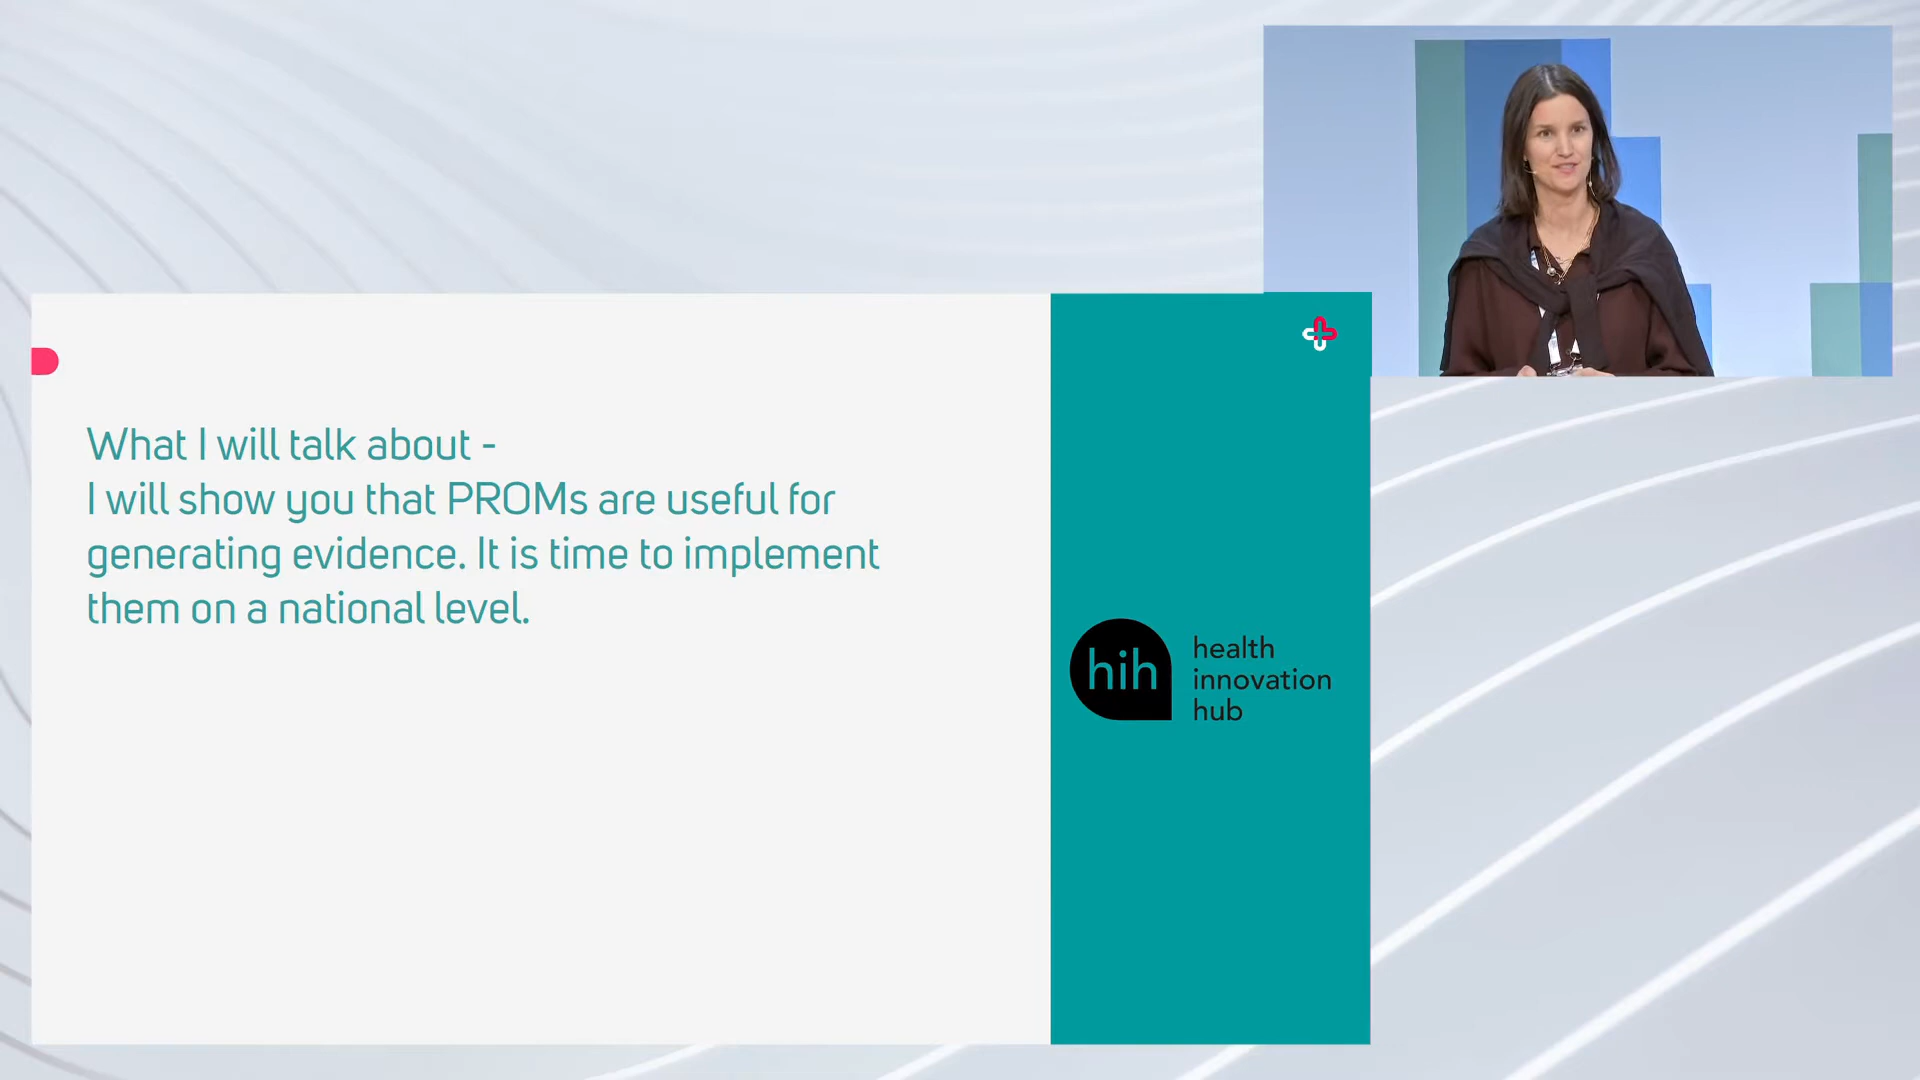 What I will talk about -
I will show you that PROMs are useful for
generating evidence. It is time to implement
them on a national level.
hih
health
innovation
hub